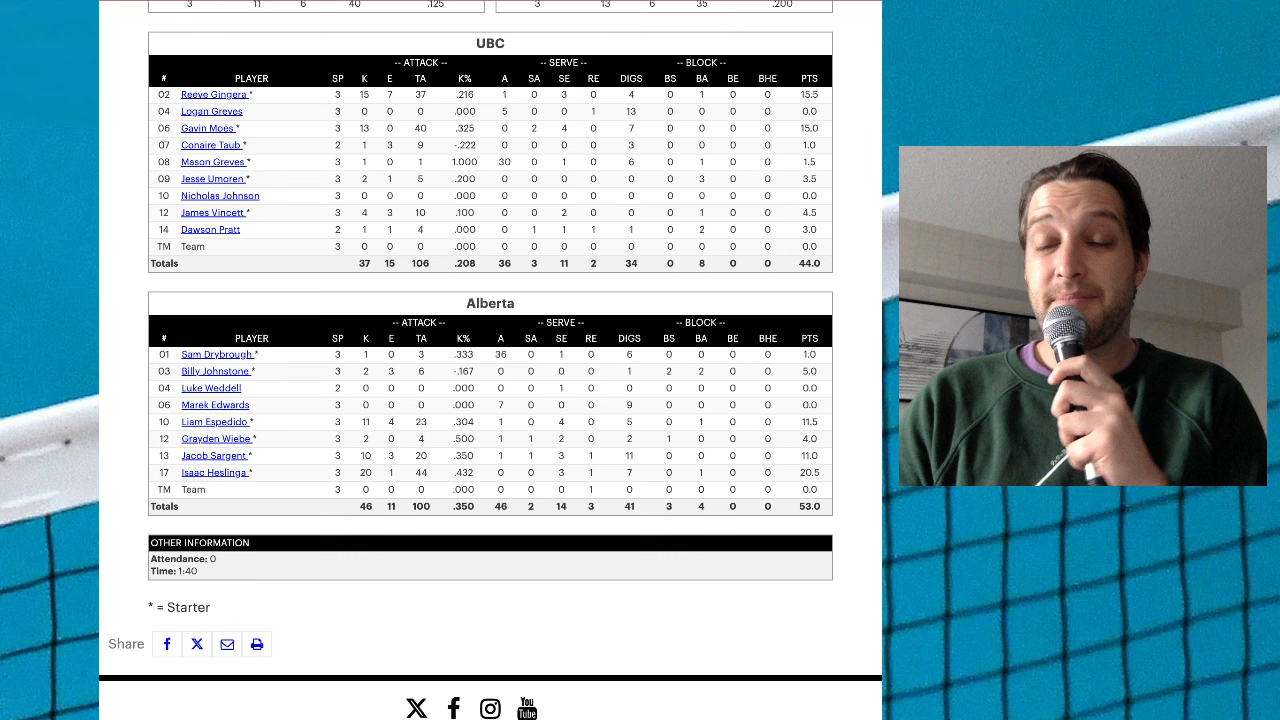 3 11 6 40 .125 3 13 6 35 .200
UBC
-- ATTACK -- -- SERVE -- -- BLOCK --
# PLAYER SP K E TA K% A SA SE RE DIGS BS BA BE BHE PTS
02 Reeve Gingera * 3 15 7 37 .216 1 0 3 0 4 0 1 0 0 15.5
04 Logan Greves 3 0 0 0 .000 5 0 0 1 13 0 0 0 0 0.0
06 Gavin Moes * 3 13 0 40 .325 0 2 4 0 7 0 0 0 0 15.0
07 Conaire Taub * 2 1 3 9 -.222 0 0 0 0 3 0 0 0 0 1.0
08 Mason Greves * 3 1 0 1 1.000 30 0 1 0 6 0 1 0 0 1.5
09 Jesse Umoren * 3 2 1 5 .200 0 0 0 0 0 0 3 0 0 3.5
10 Nicholas Johnson 3 0 0 0 .000 0 0 0 0 0 0 0 0 0 0.0
12 James Vincett * 3 4 3 10 .100 0 0 2 0 0 0 1 0 0 4.5
14 Dawson Pratt 2 1 1 4 .000 0 1 1 1 1 0 2 0 0 3.0
TM Team 3 0 0 0 .000 0 0 0 0 0 0 0 0 0 0.0
Totals 37 15 106 .208 36 3 11 2 34 0 8 0 0 44.0
Alberta
-- ATTACK -- -- SERVE -- -- BLOCK --
# PLAYER SP K E TA K% A SA SE RE DIGS BS BA BE BHE PTS
01 Sam Drybrough * 3 1 0 3 .333 36 0 1 0 6 0 0 0 0 1.0
03 Billy Johnstone * 3 3 6 -.167 0 0 0 0 1 2 2 0 0 5.0
04 Luke Weddell 2 0 0 0 .000 0 0 1 0 0 0 0 0 0 0.0
06 Marek Edwards 3 0 0 0 .000 7 0 0 0 9 0 0 0 0 0.0
10 Liam Espedido * 3 11 4 23 .304 1 0 4 0 5 0 1 0 0 11.5
12 Grayden Wiebe * 3 2 0 4 .500 0 1 2 0 2 1 0 0 0 4.0
13 Jacob Sargent * 3 10 3 20 .350 1 1 3 1 11 0 0 0 0 11.0
17 Isaac Heslinga * 3 20 1 44 .432 0 0 3 1 7 0 1 0 0 20.5
TM Team 3 0 0 0 .000 0 0 0 1 0 0 0 0 0 0.0
Totals 46 11 100 .350 46 2 14 3 41 3 4 0 0 53.0
OTHER INFORMATION
Attendance: 0
Time: 1:40
* = Starter
Share
You Tube